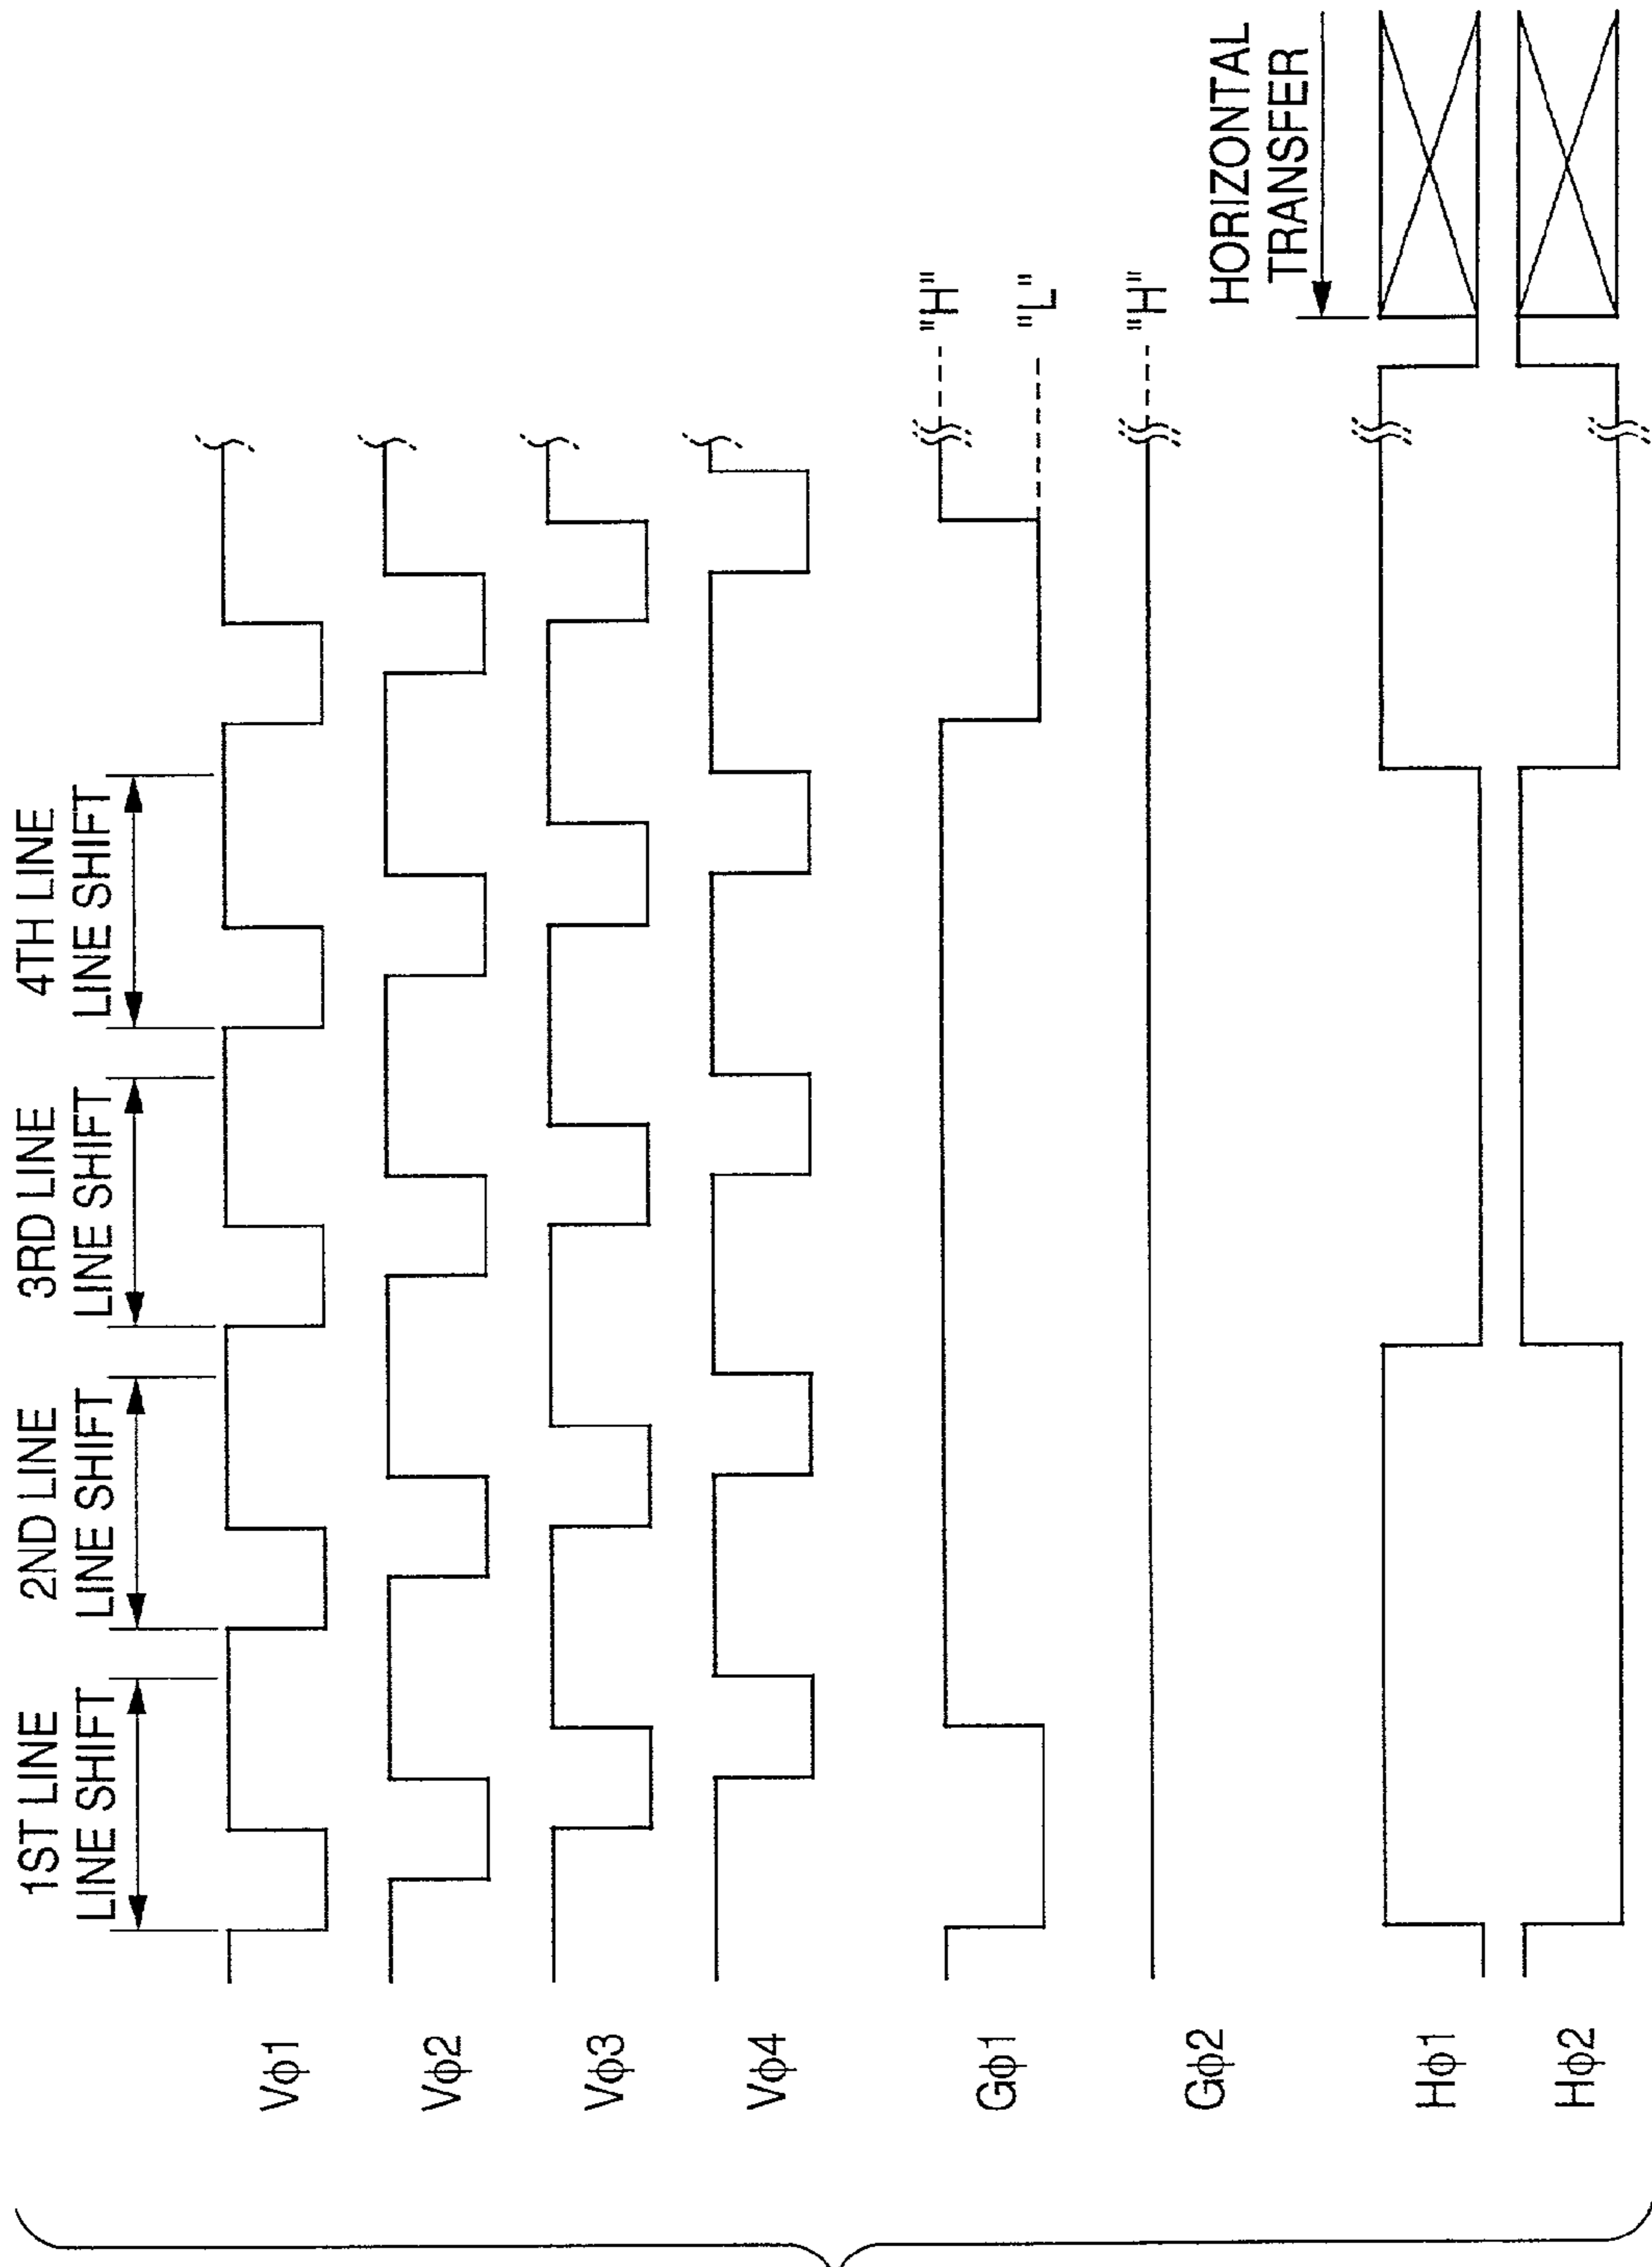 1ST LINE
LINE SHIFT
2ND LINE
LINE SHIFT
3RD LINE
LINE SHIFT
4TH LINE
LINE SHIFT
Vϕ1
Vϕ2
Vϕ3
Vϕ4
Gϕ1
"H"
"L"
Gϕ2
"H"
HORIZONTAL
TRANSFER
Hϕ1
Hϕ2